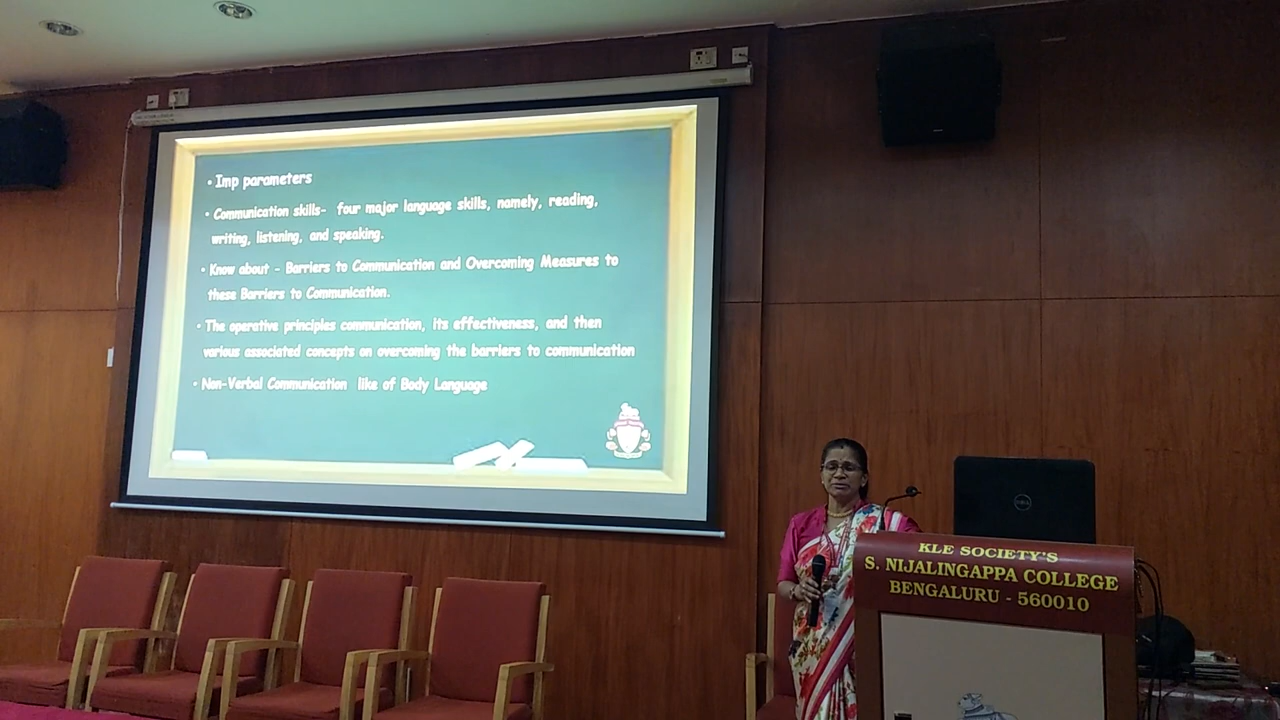 • Imp parameters
• Communication skills- four major language skills, namely, reading,
writing, listening, and speaking.
• Know about - Barriers to Communication and Overcoming Measures to
these Barriers to Communication.
• The operative principles communication, its effectiveness, and then
various associated concepts on overcoming the barriers to communication
• Non-Verbal Communication like of Body Language
DELL
KLE SOCIETY'S
S. NIJALINGAPPA COLLEGE
BENGALURU - 560010